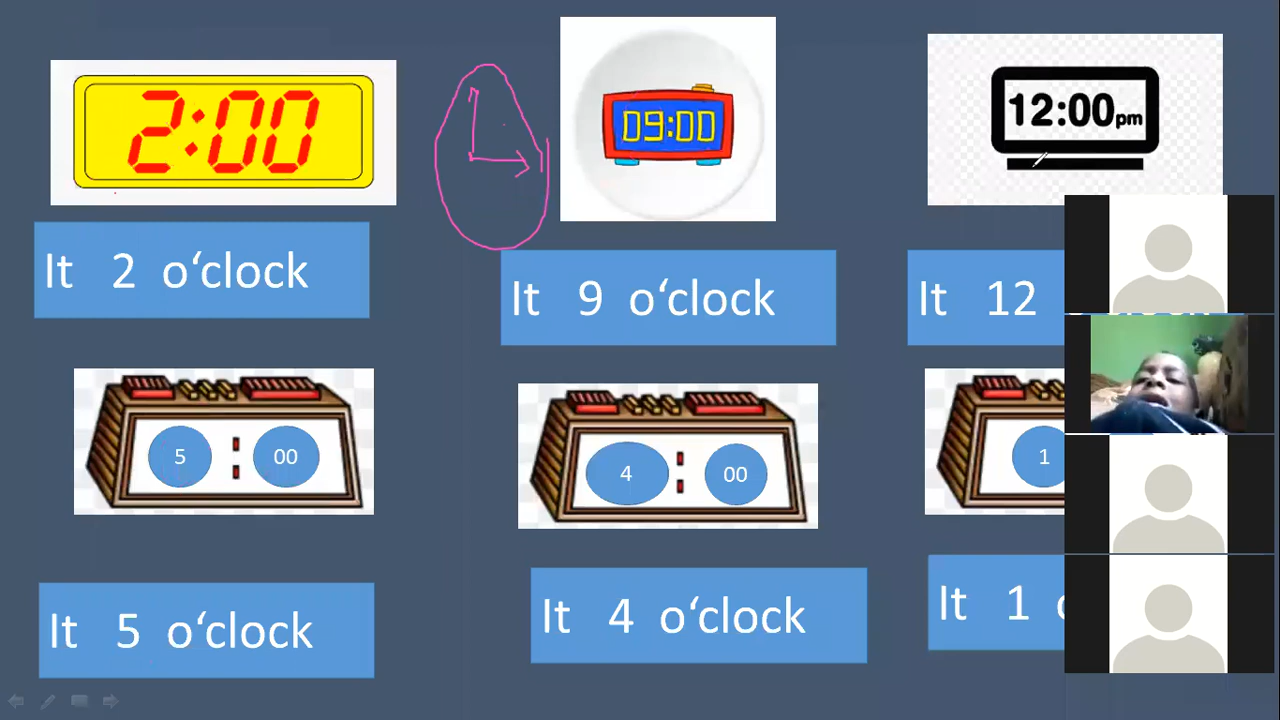 2:00
09:00
12:00pm
It 2 o‘clock
It 9 o‘clock
It 12
5 : 00
4 : 00
1
It 5 o‘clock
It 4 o‘clock
It 1